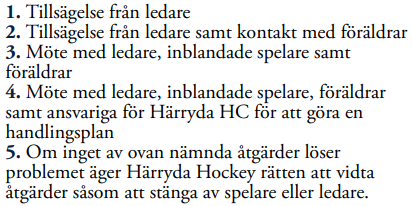 1. Tillsägelse från ledare
2. Tillsägelse från ledare samt kontakt med föräldrar
3. Möte med ledare, inblandade spelare samt
föräldrar
4. Möte med ledare, inblandade spelare, föräldrar
samt ansvariga för Härryda HC för att göra en
handlingsplan
5. Om inget av ovan nämnda åtgärder löser
problemet äger Härryda Hockey rätten att vidta
åtgärder såsom att stänga av spelare eller ledare.